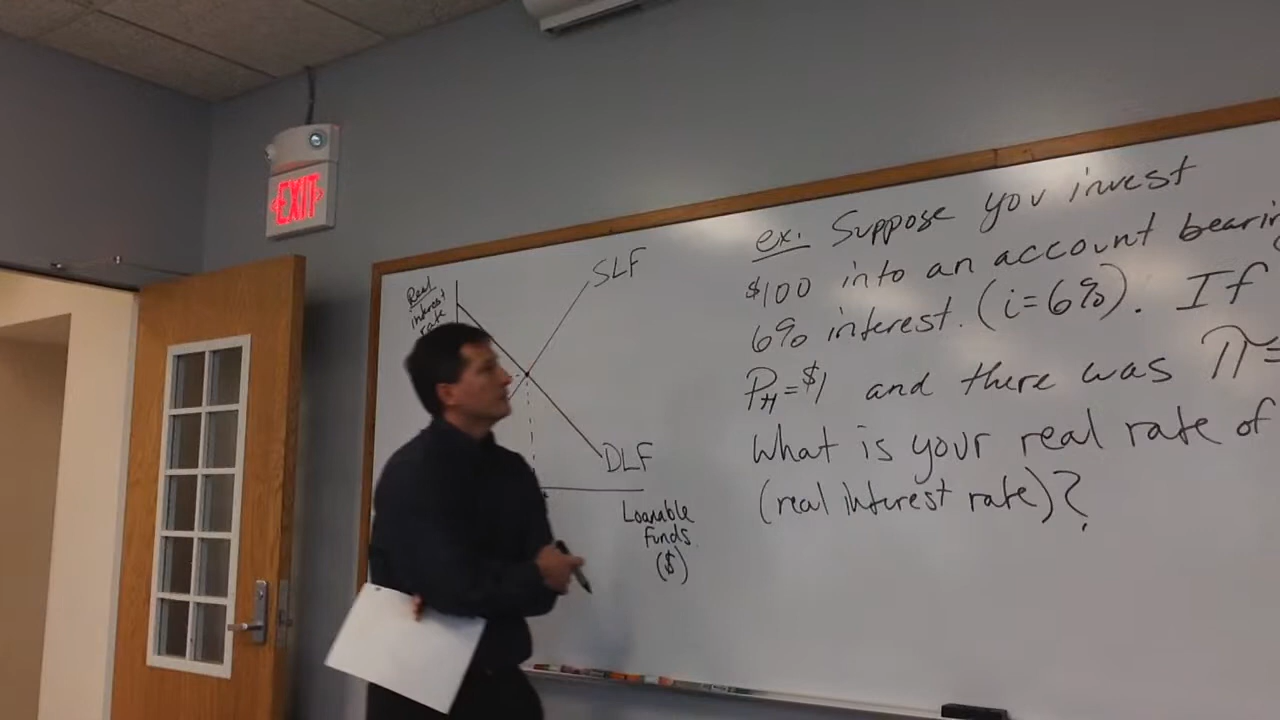 EXIT
Real
interest
rate
SLF
DLF
Loanable
funds
($)
ex. Suppose you invest
$100 into an account bearin
6% interest. (i=6%). If
P_H=$1 and there was π=
What is your real rate of
(real interest rate)?